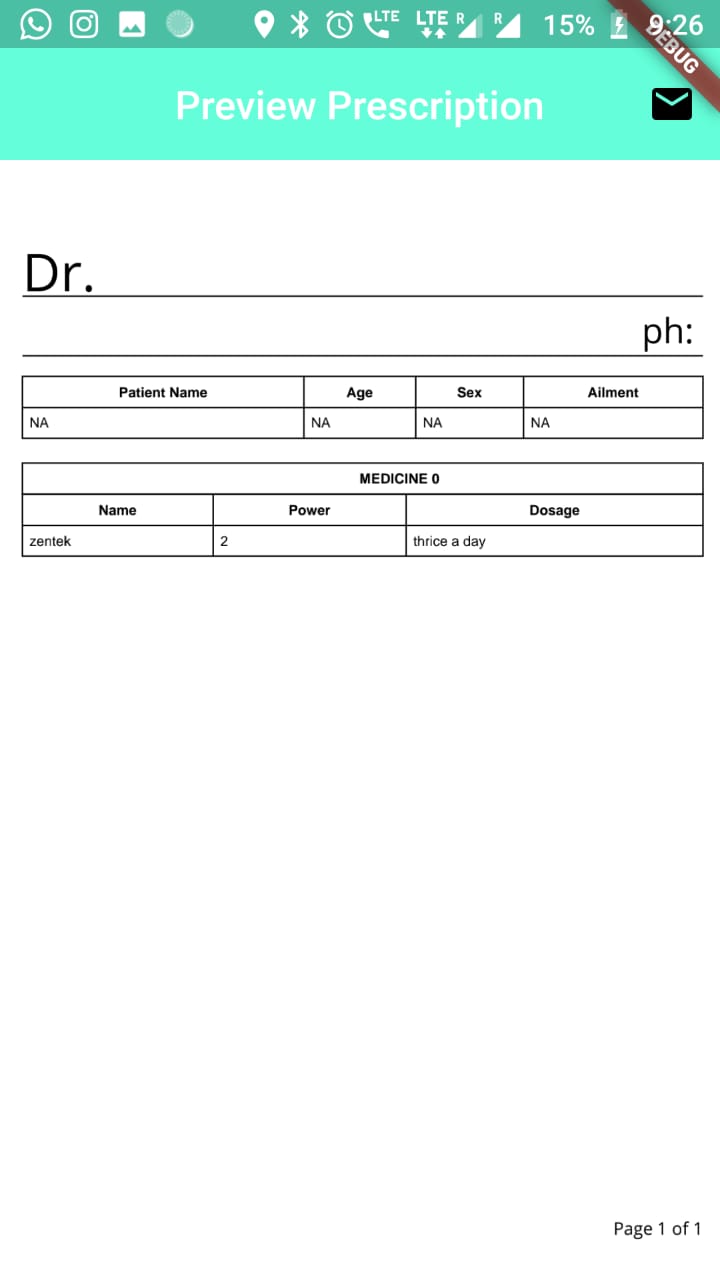 LTE LTE R R 15% 9:26
DEBUG
Preview Prescription
Dr.
ph:
Patient Name Age Sex Ailment
NA NA NA NA
MEDICINE 0
Name Power Dosage
zentek 2 thrice a day
Page 1 of 1